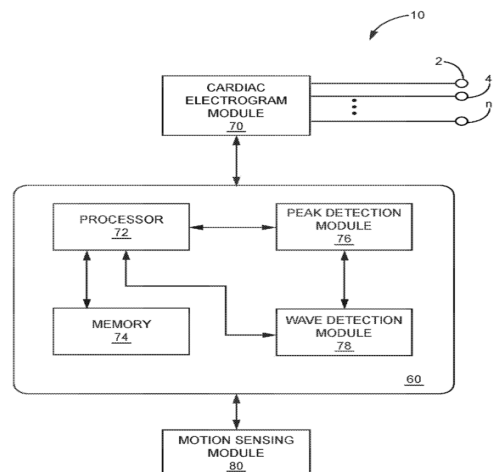 10
2
4
n
CARDIAC
ELECTROGRAM
MODULE
70
PROCESSOR
72
PEAK DETECTION
MODULE
76
MEMORY
74
WAVE DETECTION
MODULE
78
60
MOTION SENSING
MODULE
80